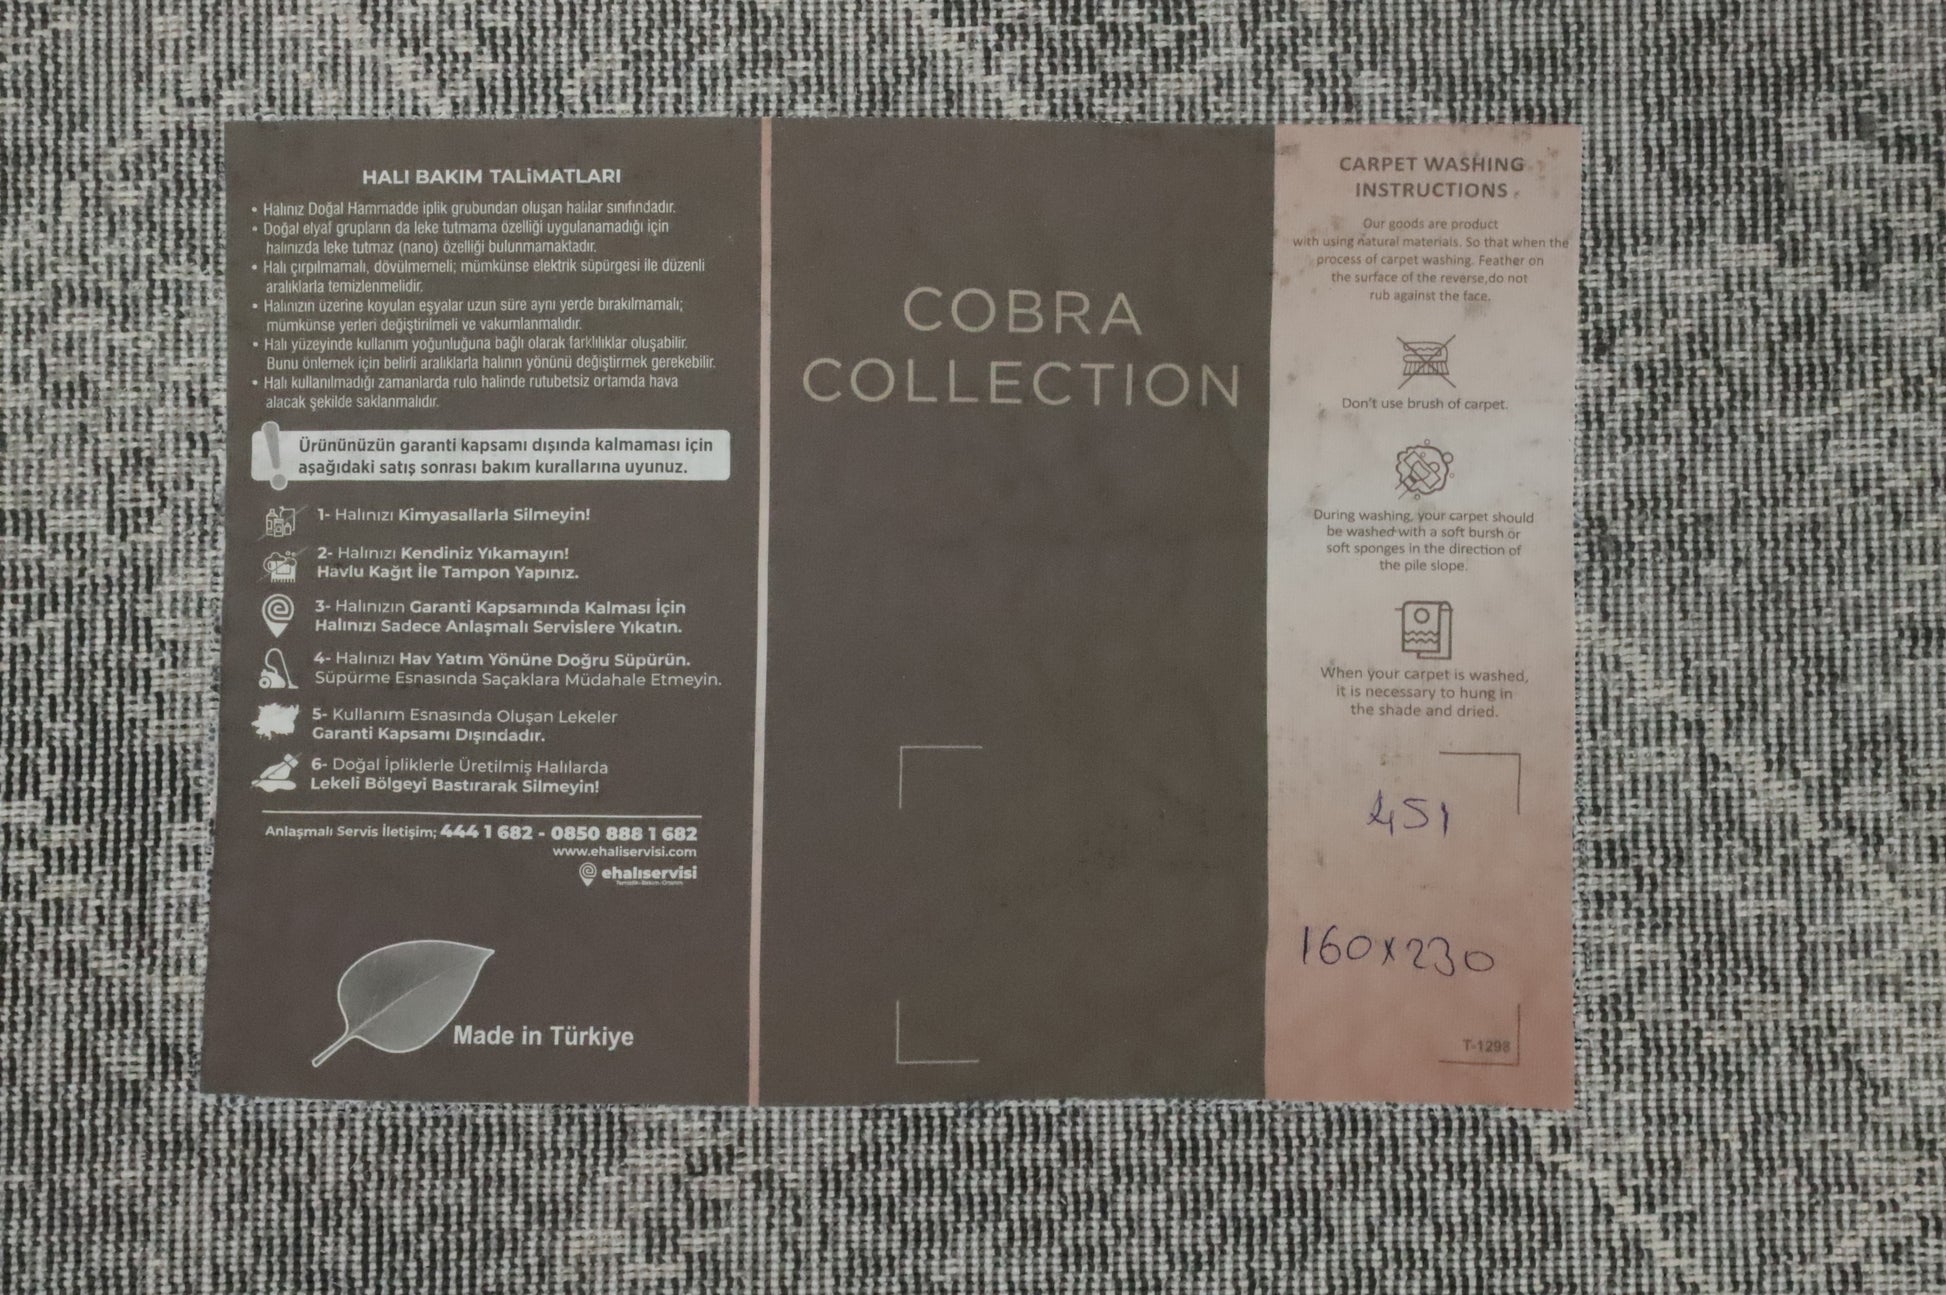 HALI BAKIM TALİMATLARI
• Halınız Doğal Hammadde iplik grubundan oluşan halılar sınıfındadır.
• Doğal elyaf grupların da leke tutmama özelliği uygulanamadığı için
halınızda leke tutmaz (nano) özelliği bulunmamaktadır.
• Halı çırpılmamalı, dövülmemeli; mümkünse elektrik süpürgesi ile düzenli
aralıklarla temizlenmelidir.
• Halınızın üzerine koyulan eşyalar uzun süre aynı yerde bırakılmamalı;
mümkünse yerleri değiştirilmeli ve vakumlanmalıdır.
• Halı yüzeyinde kullanım yoğunluğuna bağlı olarak farklılıklar oluşabilir.
Bunu önlemek için belirli aralıklarla halının yönünü değiştirmek gerekebilir.
• Halı kullanılmadığı zamanlarda rulo halinde rutubetsiz ortamda hava
alacak şekilde saklanmalıdır.
Ürününüzün garanti kapsamı dışında kalmaması için
aşağıdaki satış sonrası bakım kurallarına uyunuz.
1- Halınızı Kimyasallarla Silmeyin!
2- Halınızı Kendiniz Yıkamayın!
Havlu Kağıt İle Tampon Yapınız.
3- Halınızın Garanti Kapsamında Kalması İçin
Halınızı Sadece Anlaşmalı Servislere Yıkatın.
4- Halınızı Hav Yatım Yönüne Doğru Süpürün.
Süpürme Esnasında Saçaklara Müdahale Etmeyin.
5- Kullanım Esnasında Oluşan Lekeler
Garanti Kapsamı Dışındadır.
6- Doğal İpliklerle Üretilmiş Halılarda
Lekeli Bölgeyi Bastırarak Silmeyin!
Anlaşmalı Servis İletişim; 444 1 682 - 0850 888 1 682
www.ehaliservisi.com
ehalıservisi
Made in Türkiye
COBRA
COLLECTION
CARPET WASHING
INSTRUCTIONS
Our goods are product
with using natural materials. So that when the
process of carpet washing. Feather on
the surface of the reverse,do not
rub against the face.
Don't use brush of carpet.
During washing, your carpet should
be washed with a soft bursh or
soft sponges in the direction of
the pile slope.
When your carpet is washed,
it is necessary to hung in
the shade and dried.
451
160x230
T-1298